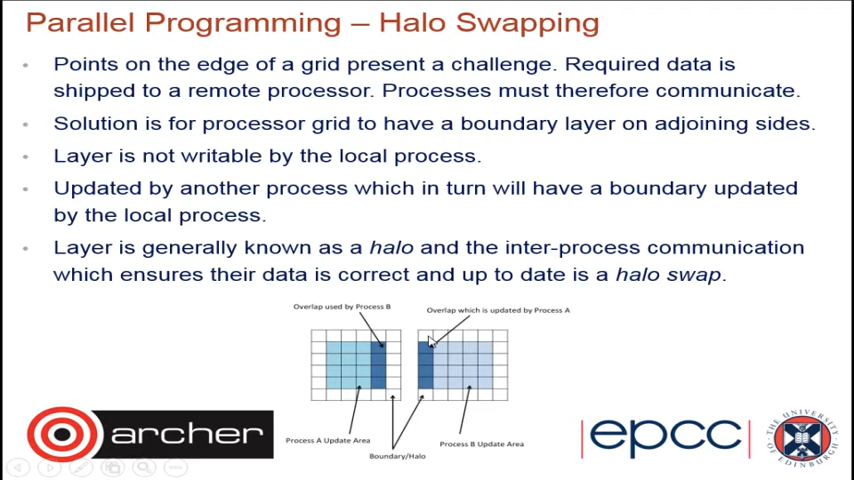 Parallel Programming – Halo Swapping
• Points on the edge of a grid present a challenge. Required data is
shipped to a remote processor. Processes must therefore communicate.
• Solution is for processor grid to have a boundary layer on adjoining sides.
• Layer is not writable by the local process.
• Updated by another process which in turn will have a boundary updated
by the local process.
• Layer is generally known as a halo and the inter-process communication
which ensures their data is correct and up to date is a halo swap.
Overlap used by Process B
Overlap which is updated by Process A
Process A Update Area
Boundary/Halo
Process B Update Area
archer
epcc
THE UNIVERSITY
OF EDINBURGH